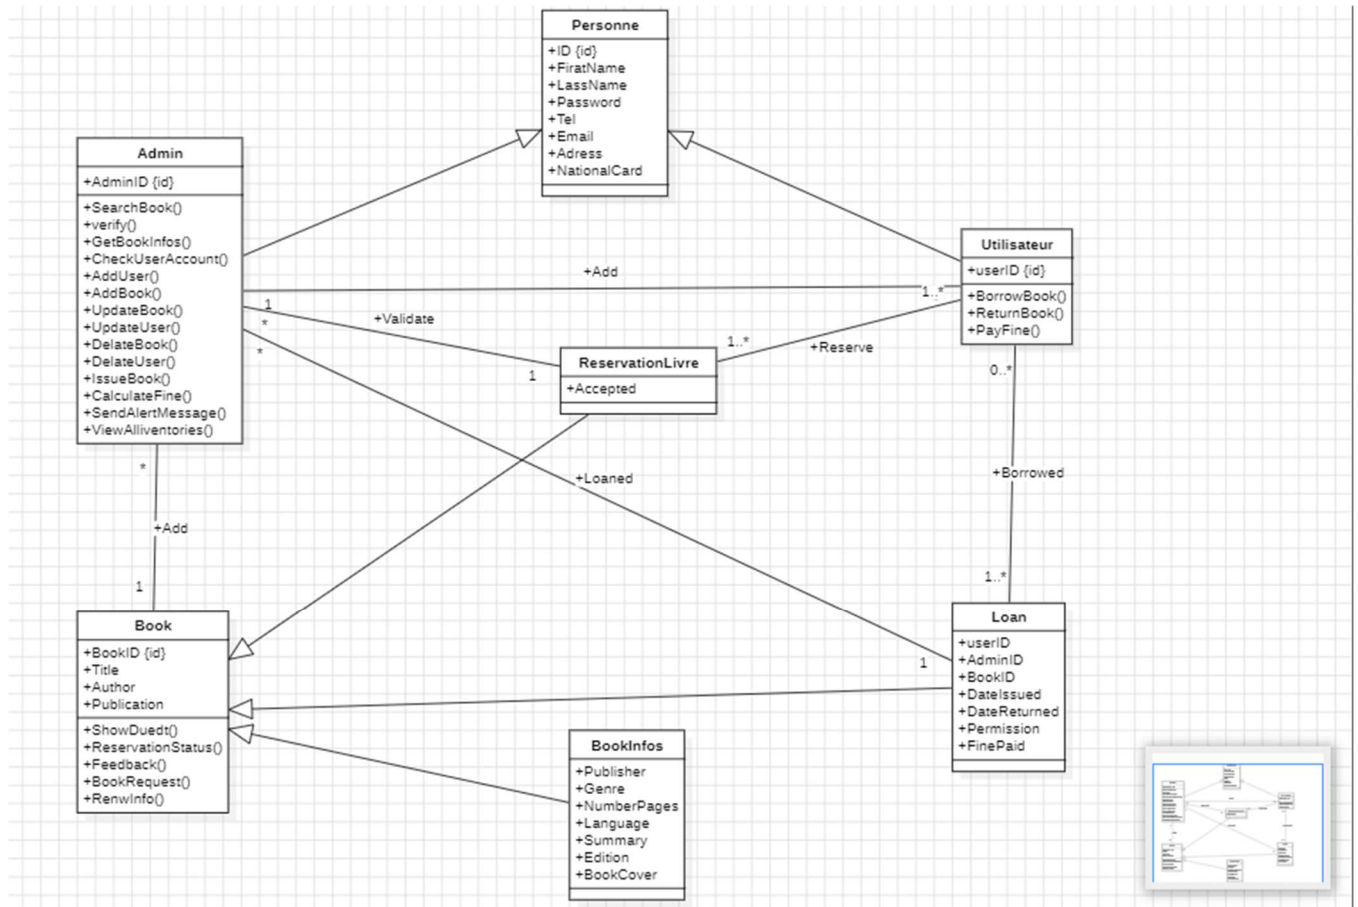 Personne
+ID {id}
+FiratName
+LassName
+Password
+Tel
+Email
+Adress
+NationalCard
Admin
+AdminID {id}
+SearchBook()
+verify()
+GetBookInfos()
+CheckUserAccount()
+AddUser()
+AddBook()
+UpdateBook()
+UpdateUser()
+DelateBook()
+DelateUser()
+IssueBook()
+CalculateFine()
+SendAlertMessage()
+ViewAlliventories()
Utilisateur
+userID {id}
+BorrowBook()
+ReturnBook()
+PayFine()
+Add
1..*
1
*
*
+Validate
1
1..*
+Reserve
ReservationLivre
+Accepted
0..*
+Borrowed
1..*
+Loaned
1
*
+Add
1
Book
+BookID {id}
+Title
+Author
+Publication
+ShowDuedt()
+ReservationStatus()
+Feedback()
+BookRequest()
+RenwInfo()
Loan
+userID
+AdminID
+BookID
+DateIssued
+DateReturned
+Permission
+FinePaid
BookInfos
+Publisher
+Genre
+NumberPages
+Language
+Summary
+Edition
+BookCover